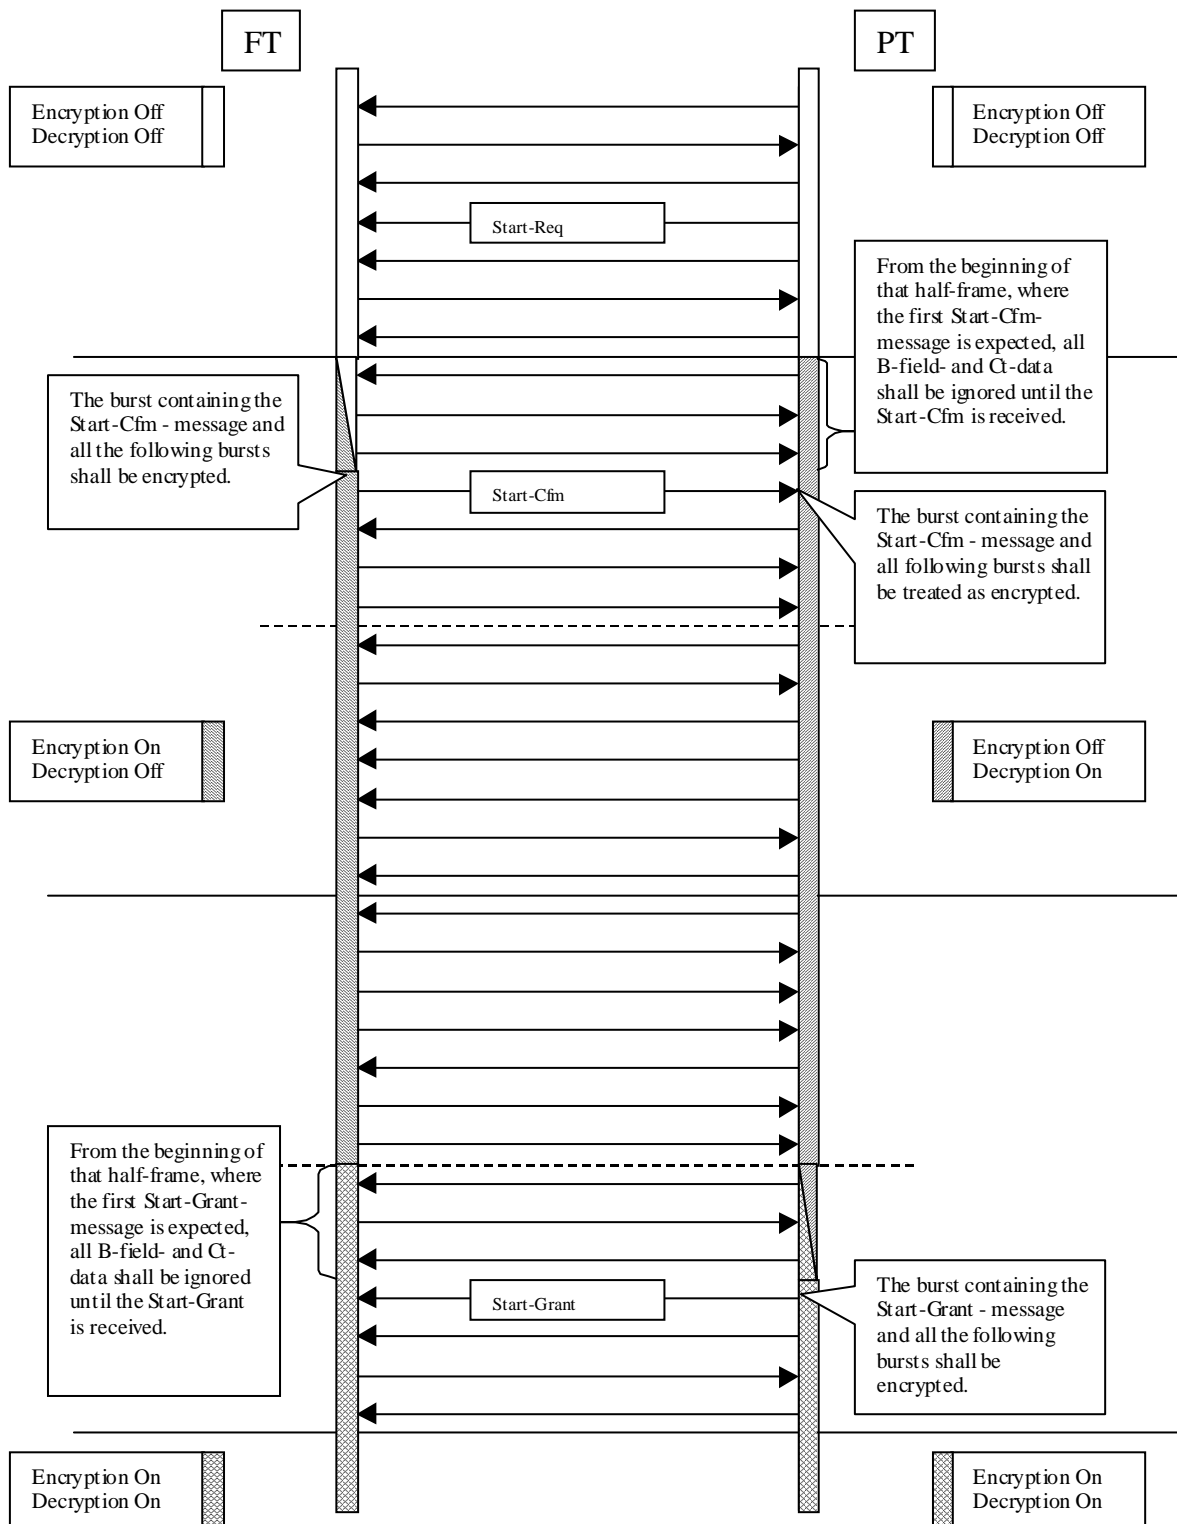 FT
PT
Encryption Off
Decryption Off
Encryption Off
Decryption Off
Start-Req
From the beginning of
that half-frame, where
the first Start-Cfm-
message is expected, all
B-field- and Ct-data
shall be ignored until the
Start-Cfm is received.
The burst containing the
Start-Cfm - message and
all the following bursts
shall be encrypted.
Start-Cfm
The burst containing the
Start-Cfm - message and
all following bursts shall
be treated as encrypted.
Encryption On
Decryption Off
Encryption Off
Decryption On
From the beginning of
that half-frame, where
the first Start-Grant-
message is expected,
all B-field- and Ct-
data shall be ignored
until the Start-Grant
is received.
Start-Grant
The burst containing the
Start-Grant - message
and all the following
bursts shall be
encrypted.
Encryption On
Decryption On
Encryption On
Decryption On